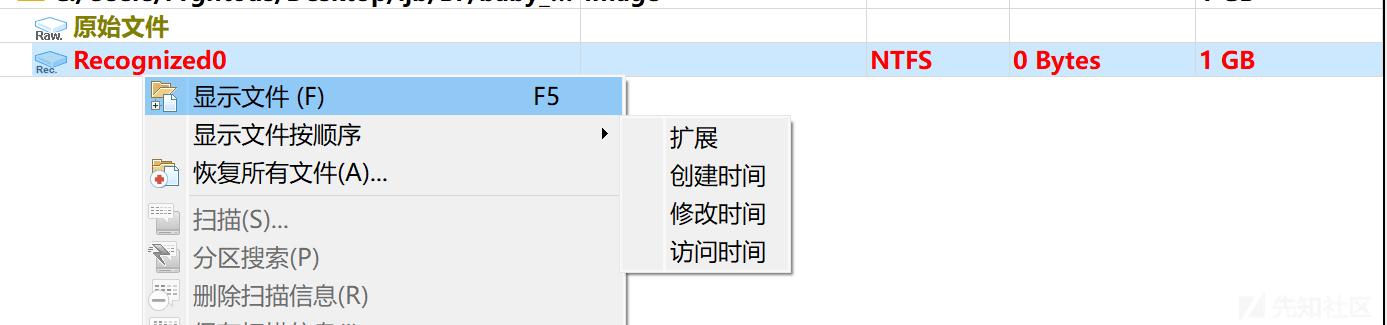 原始文件
Raw.
Recognized0 NTFS 0 Bytes 1 GB
Rec.
显示文件 (F) F5
显示文件按顺序
扩展
恢复所有文件(A)...
创建时间
扫描(S)...
修改时间
分区搜索(P)
访问时间
删除扫描信息(R)
先知社区